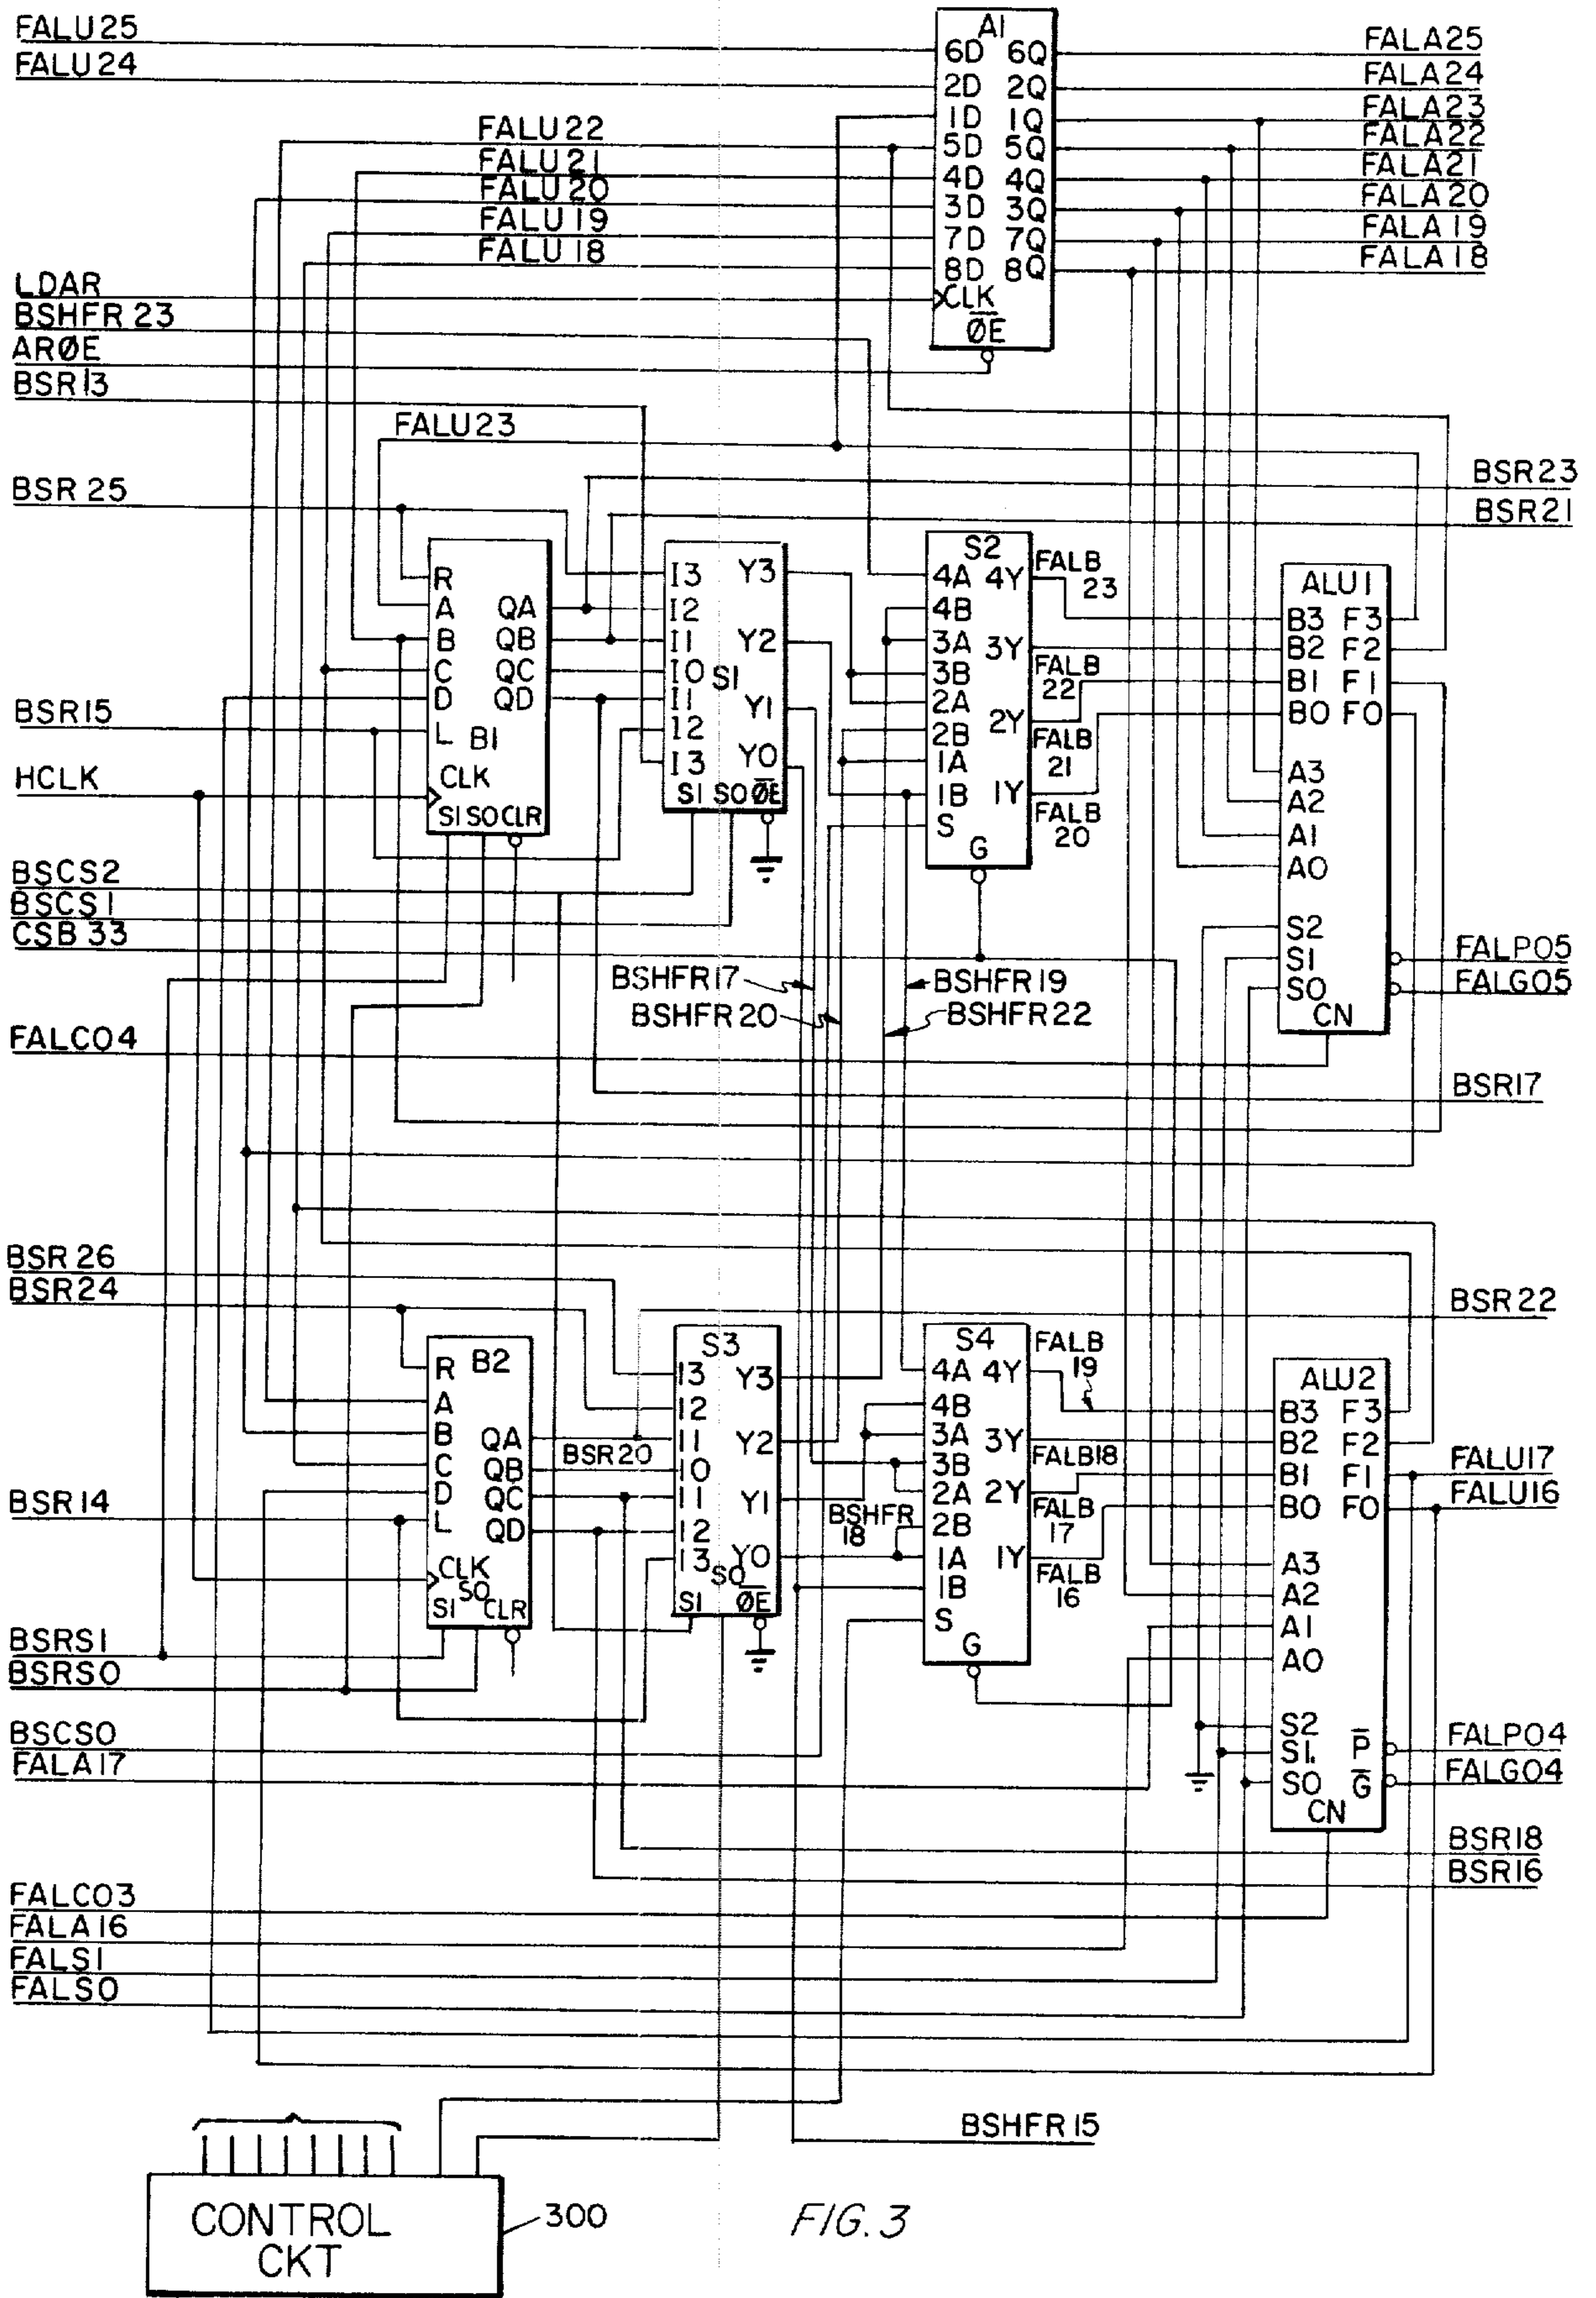 FALU25
FALU24
FALU22
FALU21
FALU20
FALU19
FALU18
LDAR
BSHFR23
ARØE
BSR13
FALU23
BSR25
BSR15
HCLK
BSCS2
BSCS1
CSB33
FALC04
BSR26
BSR24
BSR14
BSRS1
BSRS0
BSCS0
FALA17
FALC03
FALA16
FALS1
FALS0
A1
6D 6Q
2D 2Q
1D 1Q
5D 5Q
4D 4Q
3D 3Q
7D 7Q
8D 8Q
CLK
ØE
FALA25
FALA24
FALA23
FALA22
FALA21
FALA20
FALA19
FALA18
BSR23
BSR21
R
A QA
B QB
C QC
D QD
L B1
CLK
S1 S0 CLR
I3 Y3
I2
I1 Y2
I0 S1
I1 Y1
I2
I3 Y0
S1 S0 ØE
S2
4A 4Y
4B
3A 3Y
3B
2A
2B 2Y
1A
1B 1Y
S
G
FALB
23
FALB
22
FALB
21
FALB
20
ALU1
B3 F3
B2 F2
B1 F1
B0 F0
A3
A2
A1
A0
S2
S1
S0
CN
FALP05
FALG05
BSHFR17
BSHFR20
BSHFR19
BSHFR22
BSR17
BSR22
R B2
A
B QA
C QB
D QC
L QD
CLK
S0
S1 CLR
BSR20
S3
I3 Y3
I2
I1 Y2
I0
I1 Y1
I2
I3 Y0
S0
S1 ØE
BSHFR
18
S4
4A 4Y
4B
3A 3Y
3B
2A 2Y
2B
1A 1Y
1B
S
G
FALB
19
FALB18
FALB
17
FALB
16
ALU2
B3 F3
B2 F2
B1 F1
B0 F0
A3
A2
A1
A0
S2 P
S1
S0 G
CN
FALU17
FALU16
FALP04
FALG04
BSR18
BSR16
BSHFR15
CONTROL
CKT
300
FIG. 3